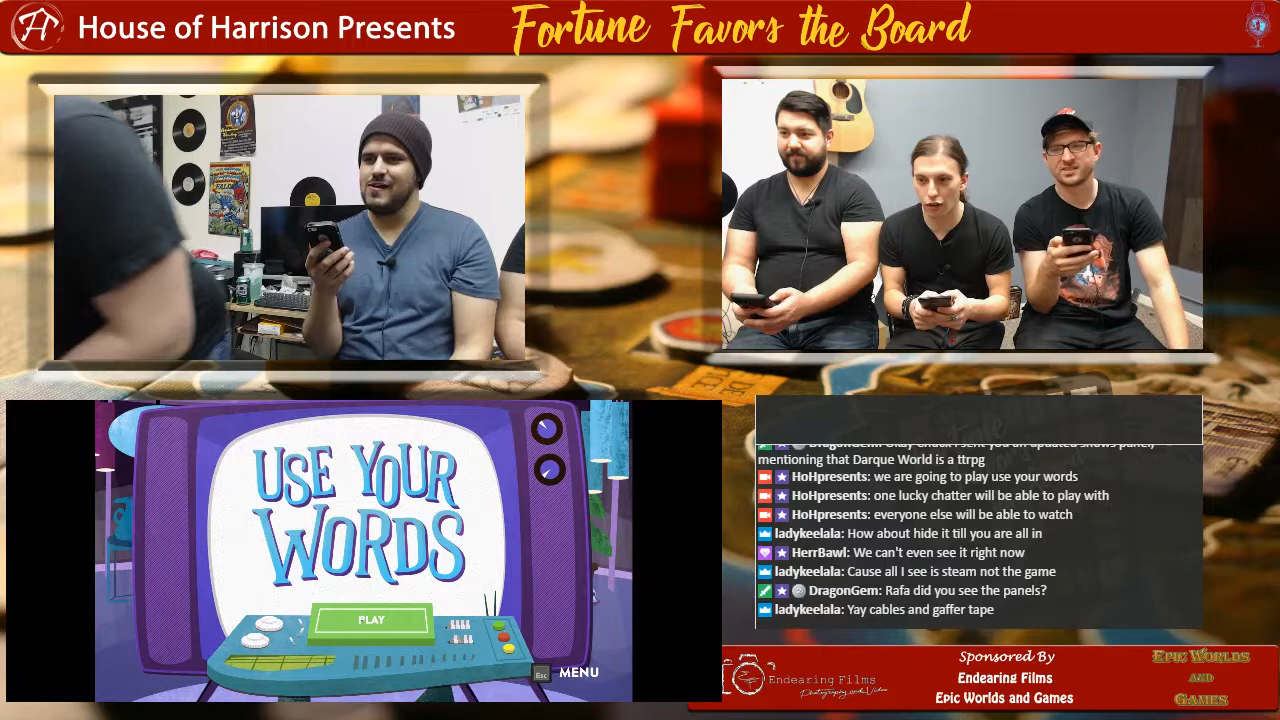 House of Harrison Presents
Fortune Favors the Board
USE YOUR
WORDS
PLAY
Esc MENU
mentioning that Darque World is a ttrpg
HoHpresents: we are going to play use your words
HoHpresents: one lucky chatter will be able to play with
HoHpresents: everyone else will be able to watch
ladykeelala: How about hide it till you are all in
HerrBawl: We can't even see it right now
ladykeelala: Cause all I see is steam not the game
DragonGem: Rafa did you see the panels?
ladykeelala: Yay cables and gaffer tape
Endearing Films
Photography and Video
Sponsored By
Endearing Films
Epic Worlds and Games
EPIC WORLDS
AND
GAMES